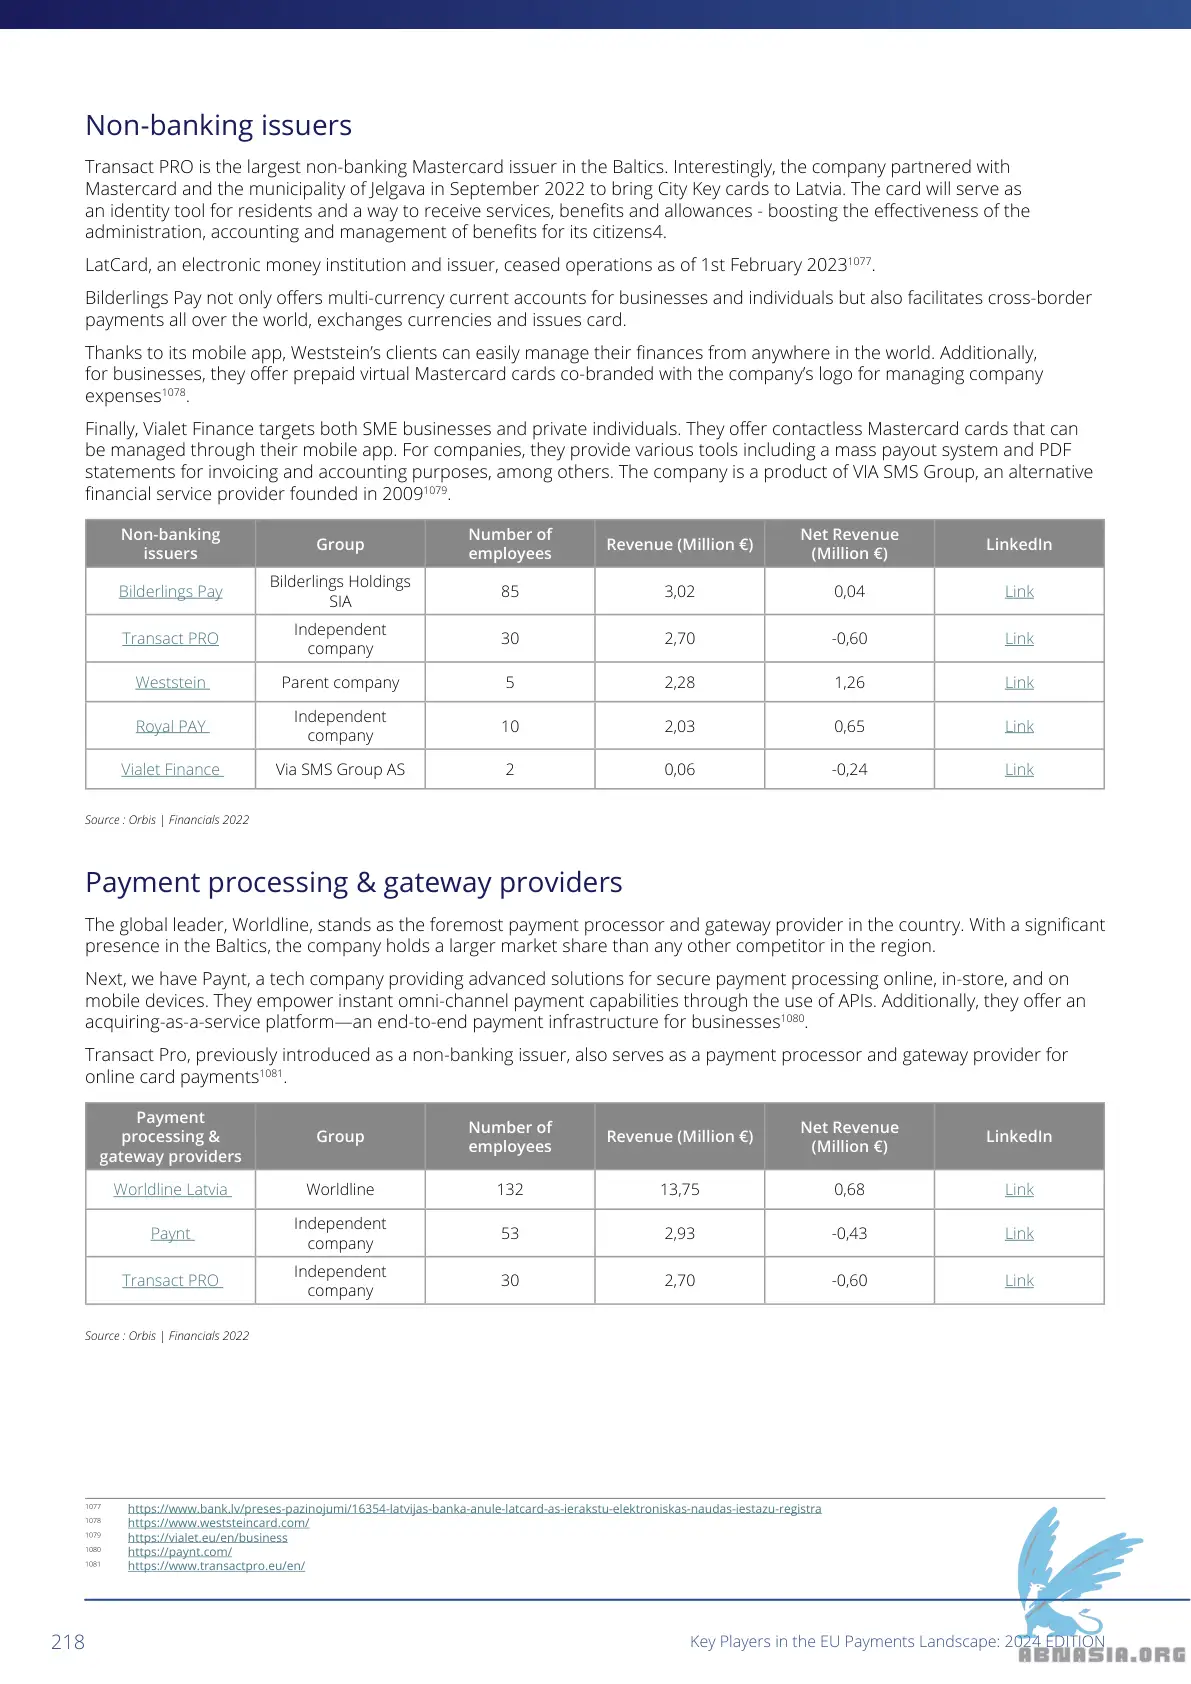 Non-banking issuers
Transact PRO is the largest non-banking Mastercard issuer in the Baltics. Interestingly, the company partnered with
Mastercard and the municipality of Jelgava in September 2022 to bring City Key cards to Latvia. The card will serve as
an identity tool for residents and a way to receive services, benefits and allowances - boosting the effectiveness of the
administration, accounting and management of benefits for its citizens4.
LatCard, an electronic money institution and issuer, ceased operations as of 1st February 2023¹⁰⁷⁷.
Bilderlings Pay not only offers multi-currency current accounts for businesses and individuals but also facilitates cross-border
payments all over the world, exchanges currencies and issues card.
Thanks to its mobile app, Weststein’s clients can easily manage their finances from anywhere in the world. Additionally,
for businesses, they offer prepaid virtual Mastercard cards co-branded with the company’s logo for managing company
expenses¹⁰⁷⁸.
Finally, Vialet Finance targets both SME businesses and private individuals. They offer contactless Mastercard cards that can
be managed through their mobile app. For companies, they provide various tools including a mass payout system and PDF
statements for invoicing and accounting purposes, among others. The company is a product of VIA SMS Group, an alternative
financial service provider founded in 2009¹⁰⁷⁹.
Non-banking issuers Group Number of employees Revenue (Million €) Net Revenue (Million €) LinkedIn
Bilderlings Pay Bilderlings Holdings SIA 85 3,02 0,04 Link
Transact PRO Independent company 30 2,70 -0,60 Link
Weststein Parent company 5 2,28 1,26 Link
Royal PAY Independent company 10 2,03 0,65 Link
Vialet Finance Via SMS Group AS 2 0,06 -0,24 Link
Source : Orbis | Financials 2022
Payment processing & gateway providers
The global leader, Worldline, stands as the foremost payment processor and gateway provider in the country. With a significant
presence in the Baltics, the company holds a larger market share than any other competitor in the region.
Next, we have Paynt, a tech company providing advanced solutions for secure payment processing online, in-store, and on
mobile devices. They empower instant omni-channel payment capabilities through the use of APIs. Additionally, they offer an
acquiring-as-a-service platform—an end-to-end payment infrastructure for businesses¹⁰⁸⁰.
Transact Pro, previously introduced as a non-banking issuer, also serves as a payment processor and gateway provider for
online card payments¹⁰⁸¹.
Payment processing & gateway providers Group Number of employees Revenue (Million €) Net Revenue (Million €) LinkedIn
Worldline Latvia Worldline 132 13,75 0,68 Link
Paynt Independent company 53 2,93 -0,43 Link
Transact PRO Independent company 30 2,70 -0,60 Link
Source : Orbis | Financials 2022
1077 https://www.bank.lv/preses-pazinojumi/16354-latvijas-banka-anule-latcard-as-ierakstu-elektroniskas-naudas-iestazu-registra
1078 https://www.weststeincard.com/
1079 https://vialet.eu/en/business
1080 https://paynt.com/
1081 https://www.transactpro.eu/en/
218
Key Players in the EU Payments Landscape: 2024 EDITION
ABNASIA.ORG